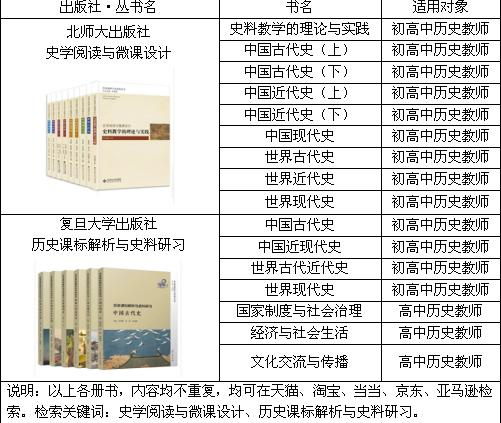 出版社·丛书名 书名 适用对象
北师大出版社
史学阅读与微课设计
史料教学的理论与实践
史料教学的理论与实践 初高中历史教师
中国古代史（上） 初高中历史教师
中国古代史（下） 初高中历史教师
中国近代史（上） 初高中历史教师
中国近代史（下） 初高中历史教师
中国现代史 初高中历史教师
世界古代史 初高中历史教师
世界近代史 初高中历史教师
世界现代史 初高中历史教师
复旦大学出版社
历史课标解析与史料研习
中国古代史
中国古代史 初高中历史教师
中国近现代史 初高中历史教师
世界古代近代史 初高中历史教师
世界现代史 初高中历史教师
国家制度与社会治理 高中历史教师
经济与社会生活 高中历史教师
文化交流与传播 高中历史教师
说明：以上各册书，内容均不重复，均可在天猫、淘宝、当当、京东、亚马逊检
索。检索关键词：史学阅读与微课设计、历史课标解析与史料研习。